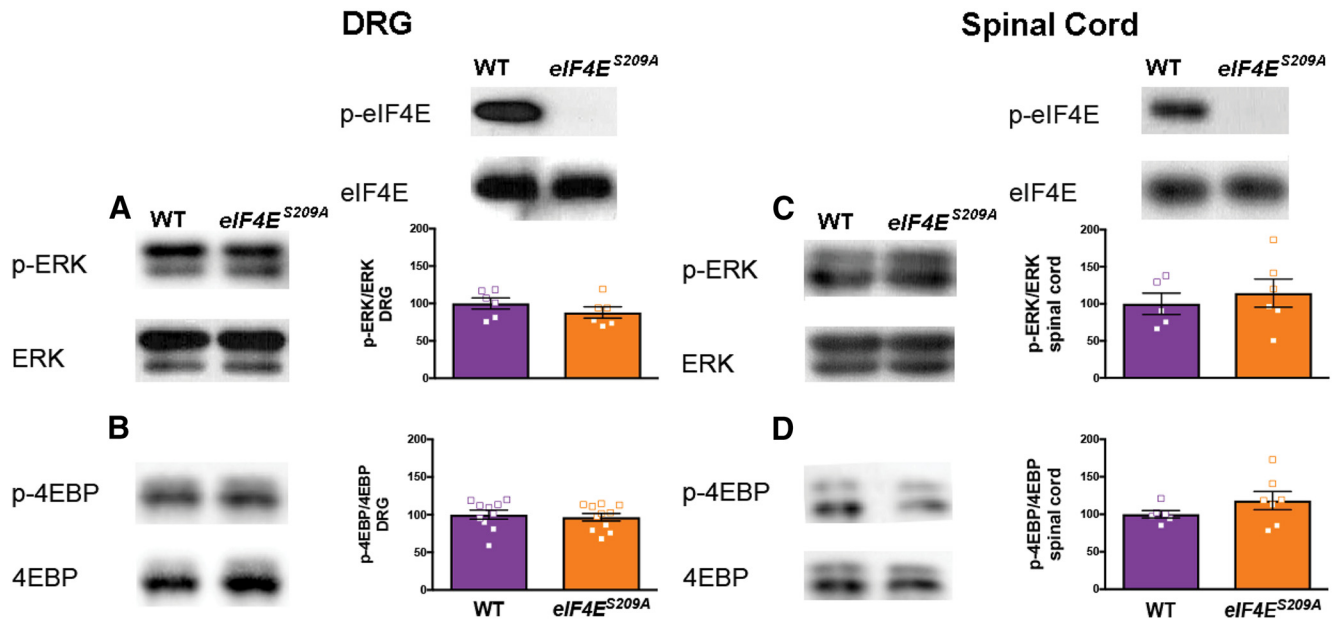 DRG
WT eIF4E S209A
p-eIF4E
eIF4E
A
WT eIF4E S209A
p-ERK
ERK
p-ERK/ERK
DRG
200
150
100
50
0
B
p-4EBP
4EBP
p-4EBP/4EBP
DRG
200
150
100
50
0
WT eIF4E S209A
Spinal Cord
WT eIF4E S209A
p-eIF4E
eIF4E
C
WT eIF4E S209A
p-ERK
ERK
p-ERK/ERK
spinal cord
200
150
100
50
0
D
p-4EBP
4EBP
p-4EBP/4EBP
spinal cord
200
150
100
50
0
WT eIF4E S209A